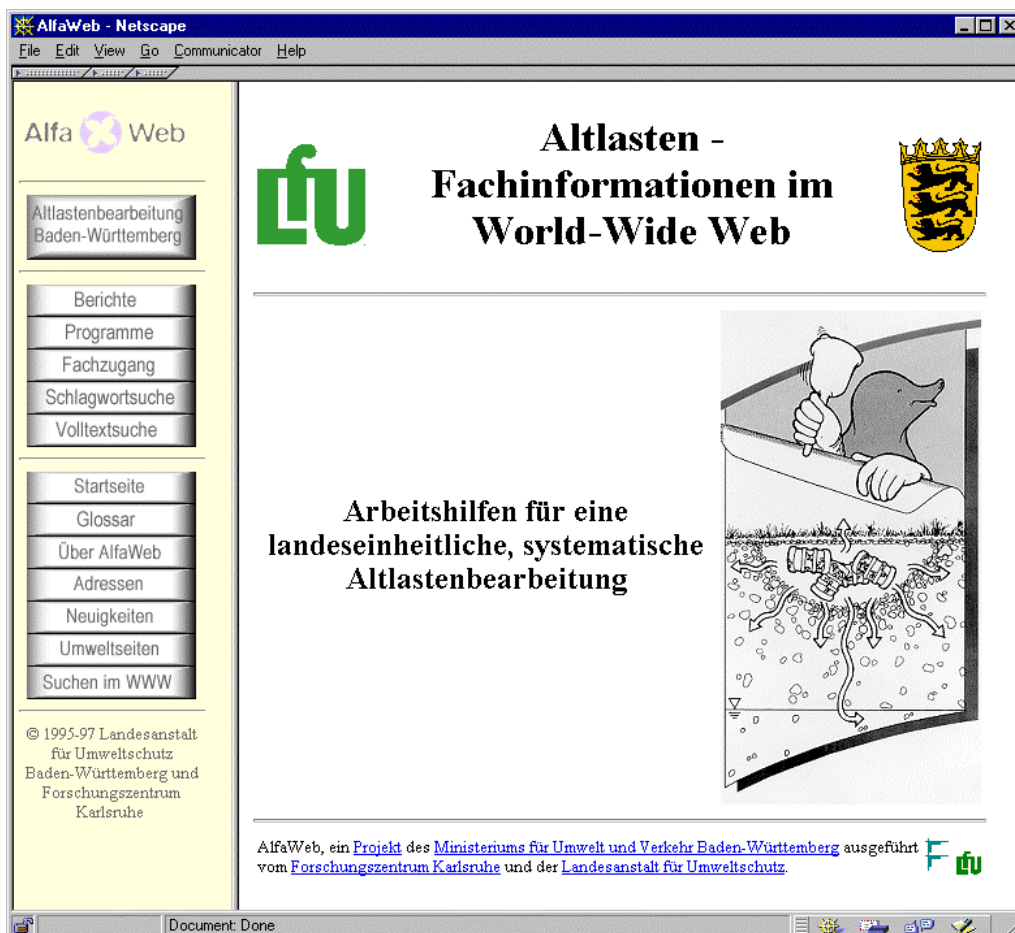 AlfaWeb - Netscape
File Edit View Go Communicator Help
Alfa Web
Altlastenbearbeitung
Baden-Württemberg
Berichte
Programme
Fachzugang
Schlagwortsuche
Volltextsuche
Startseite
Glossar
Über AlfaWeb
Adressen
Neuigkeiten
Umweltseiten
Suchen im WWW
© 1995-97 Landesanstalt
für Umweltschutz
Baden-Württemberg und
Forschungszentrum
Karlsruhe
LfU
Altlasten -
Fachinformationen im
World-Wide Web
Arbeitshilfen für eine
landeseinheitliche, systematische
Altlastenbearbeitung
AlfaWeb, ein Projekt des Ministeriums für Umwelt und Verkehr Baden-Württemberg ausgeführt
vom Forschungszentrum Karlsruhe und der Landesanstalt für Umweltschutz.
LfU
Document: Done